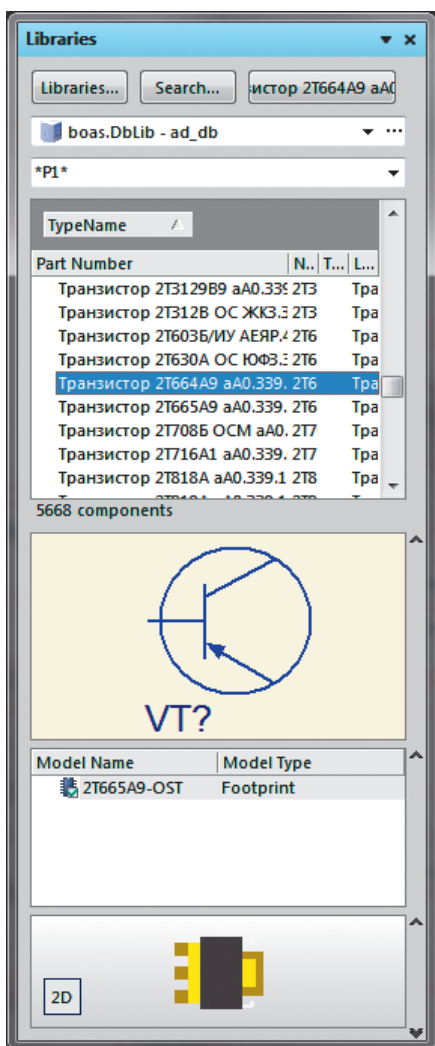 Libraries
Libraries... Search... истор 2Т664А9 аА0
boas.DbLib - ad_db
*P1*
TypeName
Part Number N.. T... L...
Транзистор 2Т3129Б9 аА0.339 2Т3 Тра
Транзистор 2Т312В ОС ЖК3.3 2Т3 Тра
Транзистор 2Т603Б/ИУ АЕЯР.4 2Т6 Тра
Транзистор 2Т630А ОС ЮФ3.3 2Т6 Тра
Транзистор 2Т664А9 аА0.339. 2Т6 Тра
Транзистор 2Т665А9 аА0.339. 2Т6 Тра
Транзистор 2Т708Б ОСМ аА0. 2Т7 Тра
Транзистор 2Т716А1 аА0.339. 2Т7 Тра
Транзистор 2Т818А аА0.339.1 2Т8 Тра
5668 components
VT?
Model Name Model Type
2T665A9-OST Footprint
2D